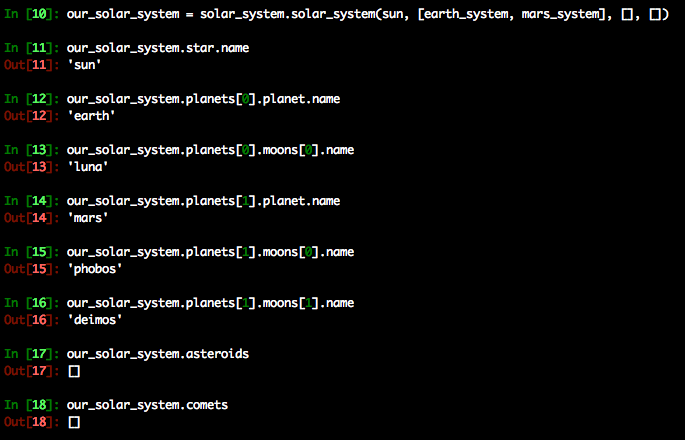 In [10]: our_solar_system = solar_system.solar_system(sun, [earth_system, mars_system], [], [])
In [11]: our_solar_system.star.name
Out[11]: 'sun'
In [12]: our_solar_system.planets[0].planet.name
Out[12]: 'earth'
In [13]: our_solar_system.planets[0].moons[0].name
Out[13]: 'luna'
In [14]: our_solar_system.planets[1].planet.name
Out[14]: 'mars'
In [15]: our_solar_system.planets[1].moons[0].name
Out[15]: 'phobos'
In [16]: our_solar_system.planets[1].moons[1].name
Out[16]: 'deimos'
In [17]: our_solar_system.asteroids
Out[17]: []
In [18]: our_solar_system.comets
Out[18]: []